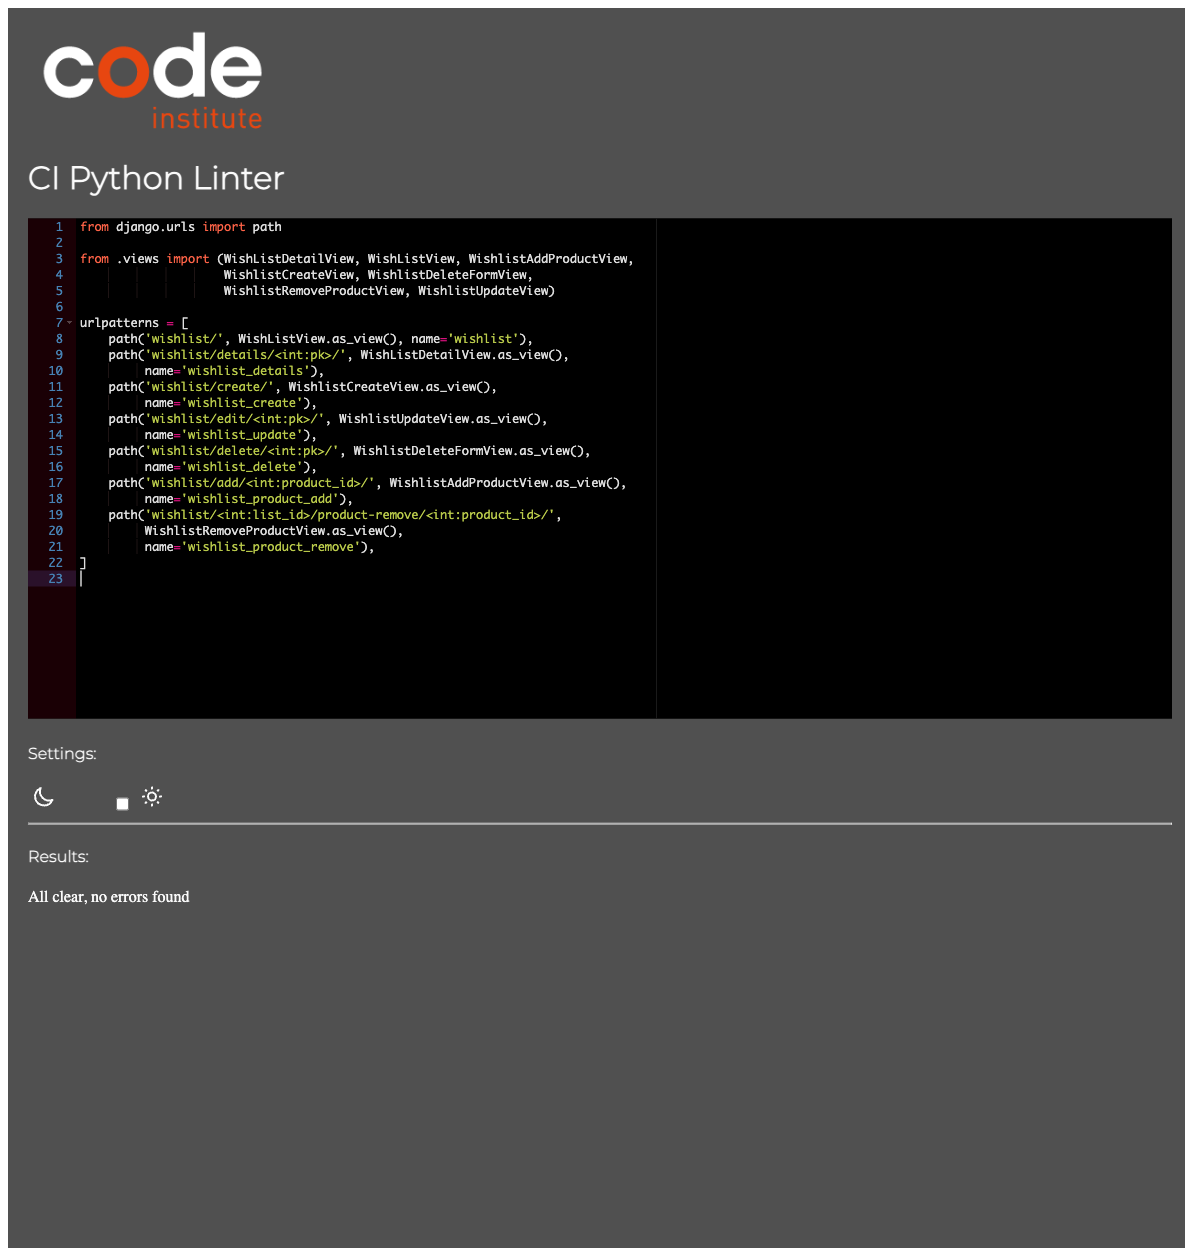 code
institute
CI Python Linter
1 from django.urls import path
2
3 from .views import (WishListDetailView, WishListView, WishlistAddProductView,
4 WishlistCreateView, WishlistDeleteFormView,
5 WishlistRemoveProductView, WishlistUpdateView)
6
7 urlpatterns = [
8 path('wishlist/', WishListView.as_view(), name='wishlist'),
9 path('wishlist/details/<int:pk>/', WishListDetailView.as_view(),
10 name='wishlist_details'),
11 path('wishlist/create/', WishlistCreateView.as_view(),
12 name='wishlist_create'),
13 path('wishlist/edit/<int:pk>/', WishlistUpdateView.as_view(),
14 name='wishlist_update'),
15 path('wishlist/delete/<int:pk>/', WishlistDeleteFormView.as_view(),
16 name='wishlist_delete'),
17 path('wishlist/add/<int:product_id>/', WishlistAddProductView.as_view(),
18 name='wishlist_product_add'),
19 path('wishlist/<int:list_id>/product-remove/<int:product_id>/',
20 WishlistRemoveProductView.as_view(),
21 name='wishlist_product_remove'),
22 ]
23
Settings:
Results:
All clear, no errors found